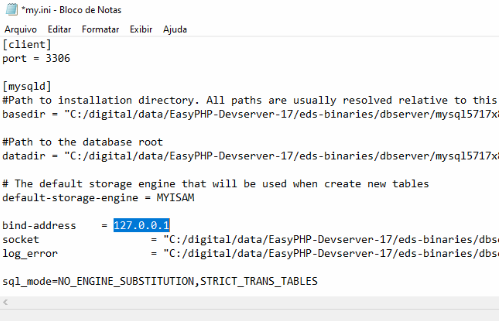 *my.ini - Bloco de Notas
Arquivo Editar Formatar Exibir Ajuda
[client]
port = 3306
[mysqld]
#Path to installation directory. All paths are usually resolved relative to this
basedir = "C:/digital/data/EasyPHP-Devserver-17/eds-binaries/dbserver/mysql5717x8
#Path to the database root
datadir = "C:/digital/data/EasyPHP-Devserver-17/eds-binaries/dbserver/mysql5717x8
# The default storage engine that will be used when create new tables
default-storage-engine = MYISAM
bind-address = 127.0.0.1
socket = "C:/digital/data/EasyPHP-Devserver-17/eds-binaries/dbse
log_error = "C:/digital/data/EasyPHP-Devserver-17/eds-binaries/dbse
sql_mode=NO_ENGINE_SUBSTITUTION,STRICT_TRANS_TABLES